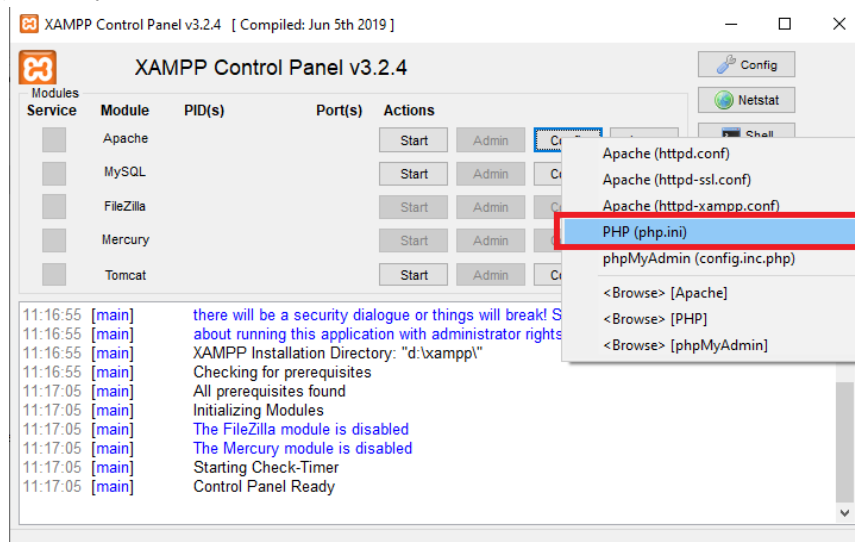 XAMPP Control Panel v3.2.4 [ Compiled: Jun 5th 2019 ]
XAMPP Control Panel v3.2.4
Config
Netstat
Shell
Modules
Service Module PID(s) Port(s) Actions
Apache Start Admin
MySQL Start Admin
FileZilla Start Admin
Mercury Start Admin
Tomcat Start Admin
Apache (httpd.conf)
Apache (httpd-ssl.conf)
Apache (httpd-xampp.conf)
PHP (php.ini)
phpMyAdmin (config.inc.php)
<Browse> [Apache]
<Browse> [PHP]
<Browse> [phpMyAdmin]
11:16:55 [main] there will be a security dialogue or things will break! S
11:16:55 [main] about running this application with administrator rights
11:16:55 [main] XAMPP Installation Directory: "d:\xampp\"
11:16:55 [main] Checking for prerequisites
11:17:05 [main] All prerequisites found
11:17:05 [main] Initializing Modules
11:17:05 [main] The FileZilla module is disabled
11:17:05 [main] The Mercury module is disabled
11:17:05 [main] Starting Check-Timer
11:17:05 [main] Control Panel Ready